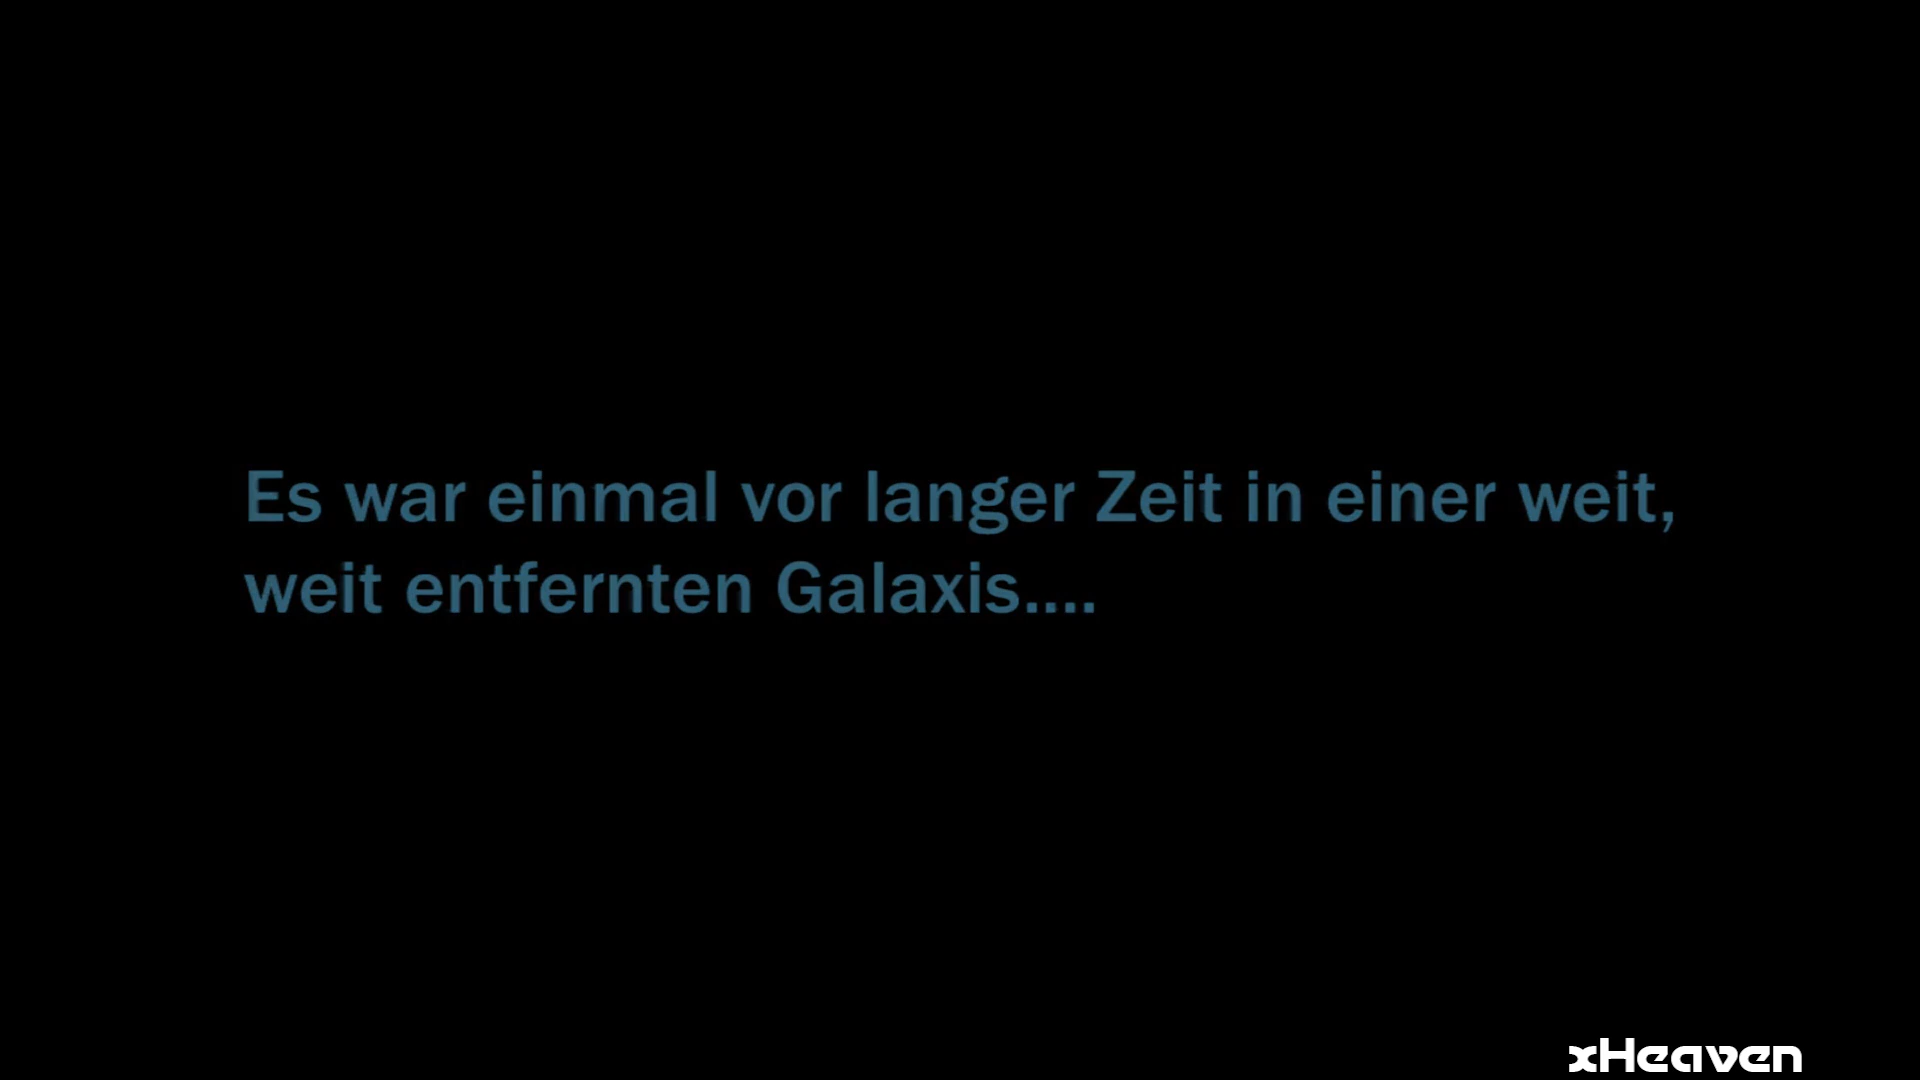 Es war einmal vor langer Zeit in einer weit,
weit entfernten Galaxis....
xHeaven